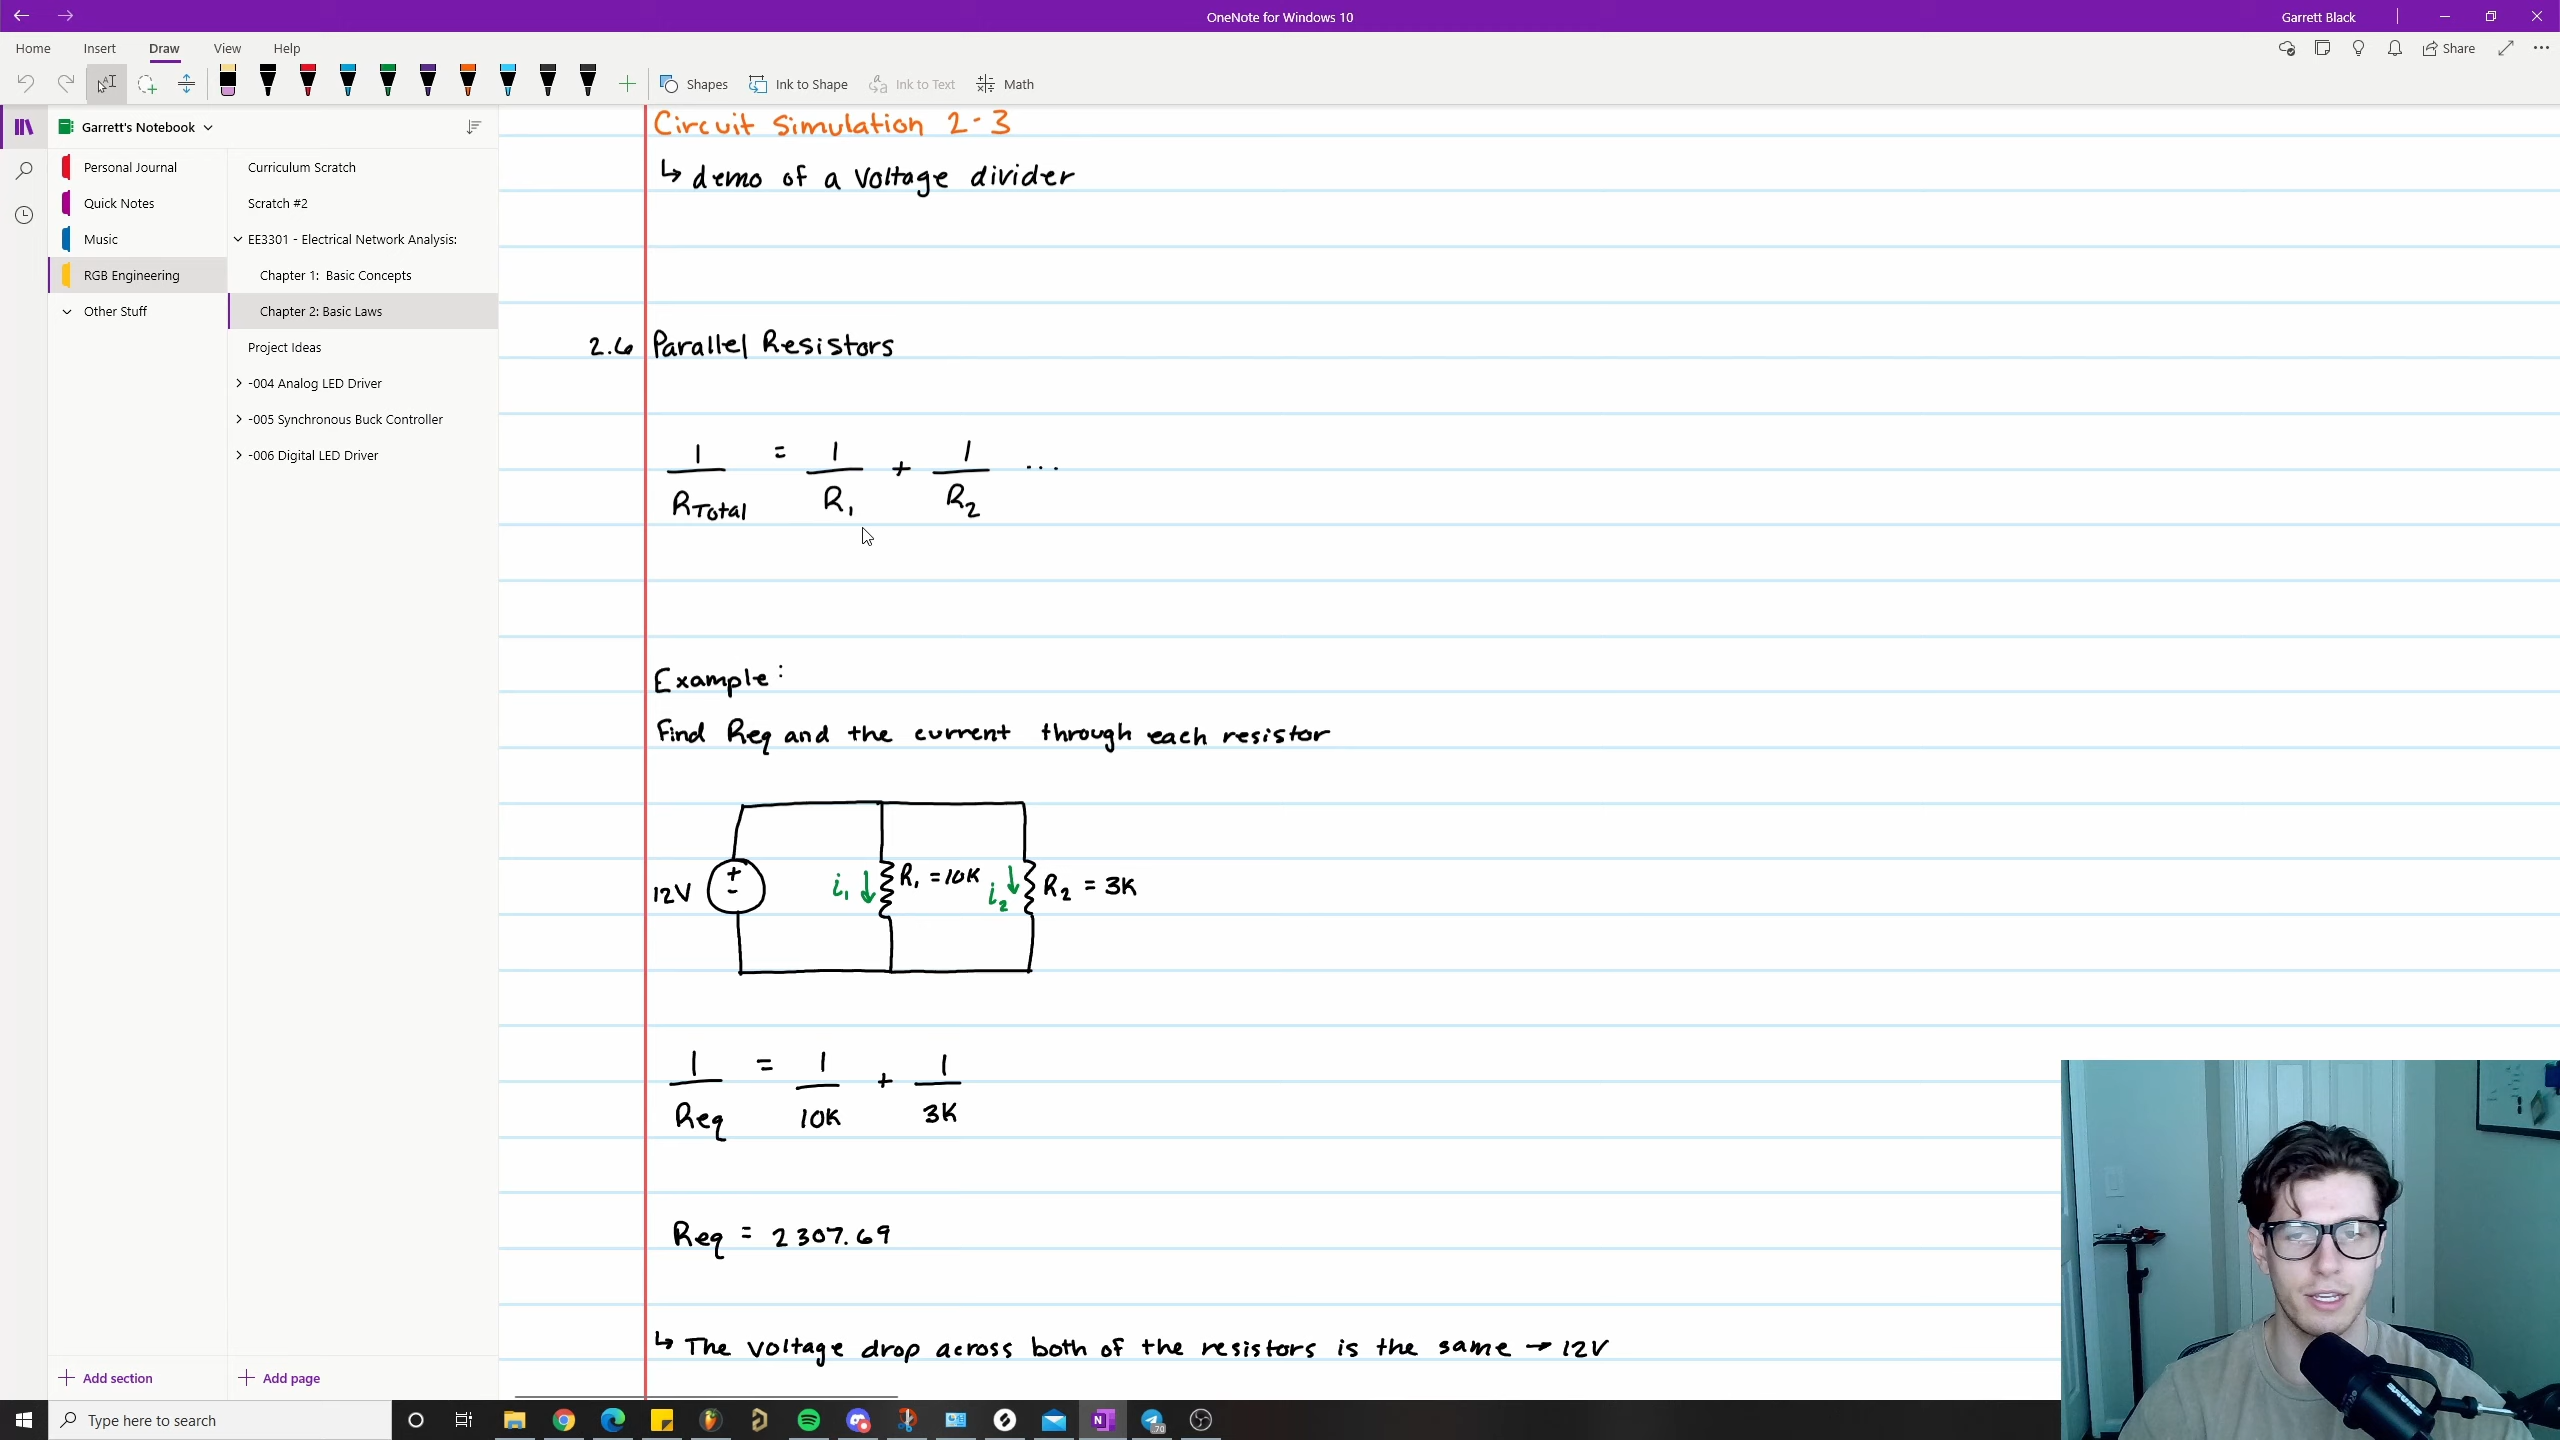 OneNote for Windows 10
Garrett Black
Home Insert Draw View Help
Share
Shapes Ink to Shape Ink to Text Math
Garrett's Notebook
Personal Journal
Quick Notes
Music
RGB Engineering
Other Stuff
Curriculum Scratch
Scratch #2
EE3301 - Electrical Network Analysis:
Chapter 1: Basic Concepts
Chapter 2: Basic Laws
Project Ideas
-004 Analog LED Driver
-005 Synchronous Buck Controller
-006 Digital LED Driver
Circuit Simulation 2-3
↳ demo of a voltage divider
2.6 Parallel Resistors
1 = 1 + 1 ...
RTotal R1 R2
Example:
Find Req and the current through each resistor
12V + - i1 ↓ R1 = 10K i2 ↓ R2 = 3K
1 = 1 + 1
Req 10K 3K
Req = 2307.69
↳ The voltage drop across both of the resistors is the same → 12V
Add section
Add page
Type here to search